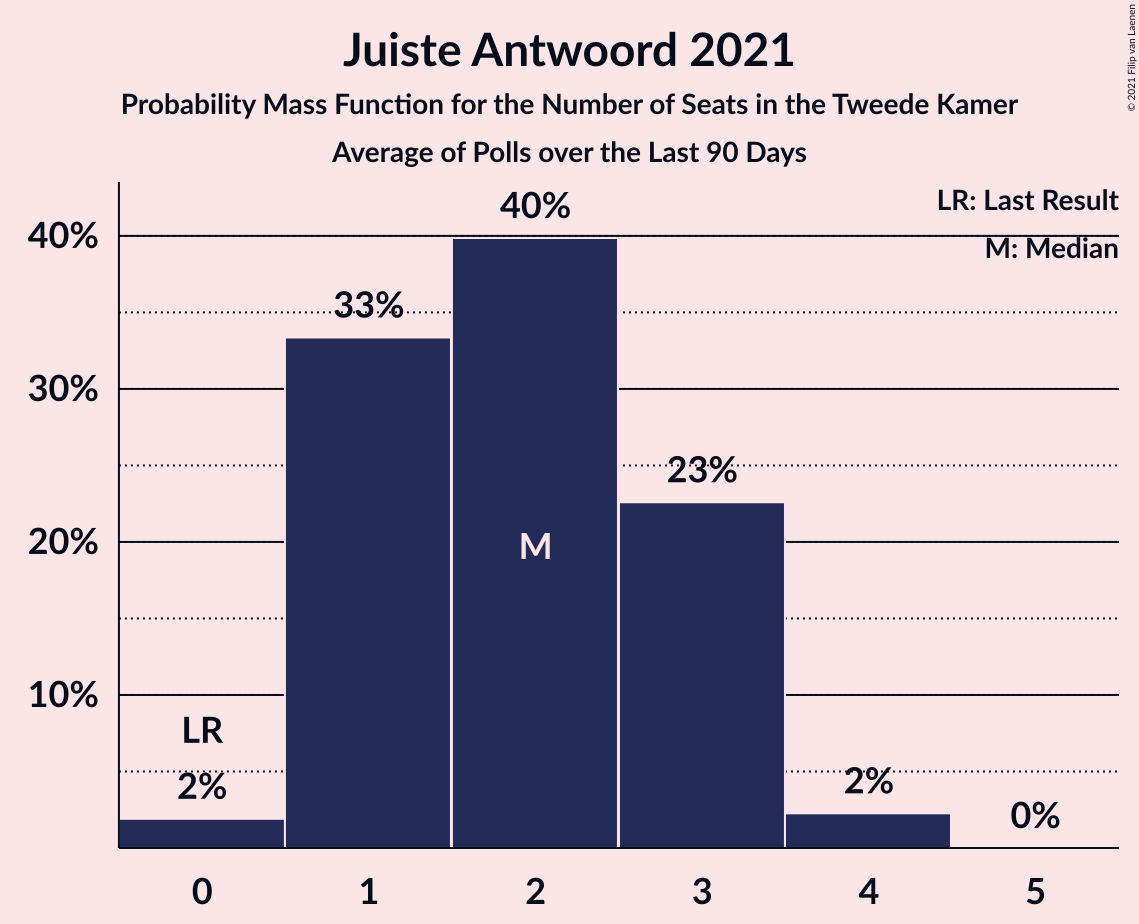 Juiste Antwoord 2021
Probability Mass Function for the Number of Seats in the Tweede Kamer
Average of Polls over the Last 90 Days
© 2021 Filip van Laenen
LR: Last Result
M: Median
40%
30%
20%
10%
LR
2%
33%
40%
M
23%
2%
0%
0 1 2 3 4 5